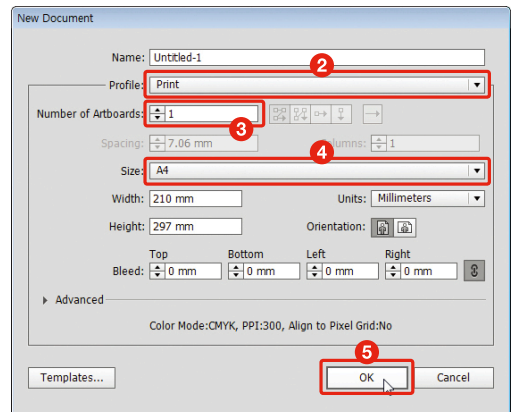 New Document
Name: Untitled-1
2
Profile: Print
Number of Artboards: 1
3
4
Spacing: 7.06 mm Columns: 1
Size: A4
Width: 210 mm Units: Millimeters
Height: 297 mm Orientation:
Top Bottom Left Right
Bleed: 0 mm 0 mm 0 mm 0 mm
Advanced
Color Mode:CMYK, PPI:300, Align to Pixel Grid:No
5
Templates... OK Cancel